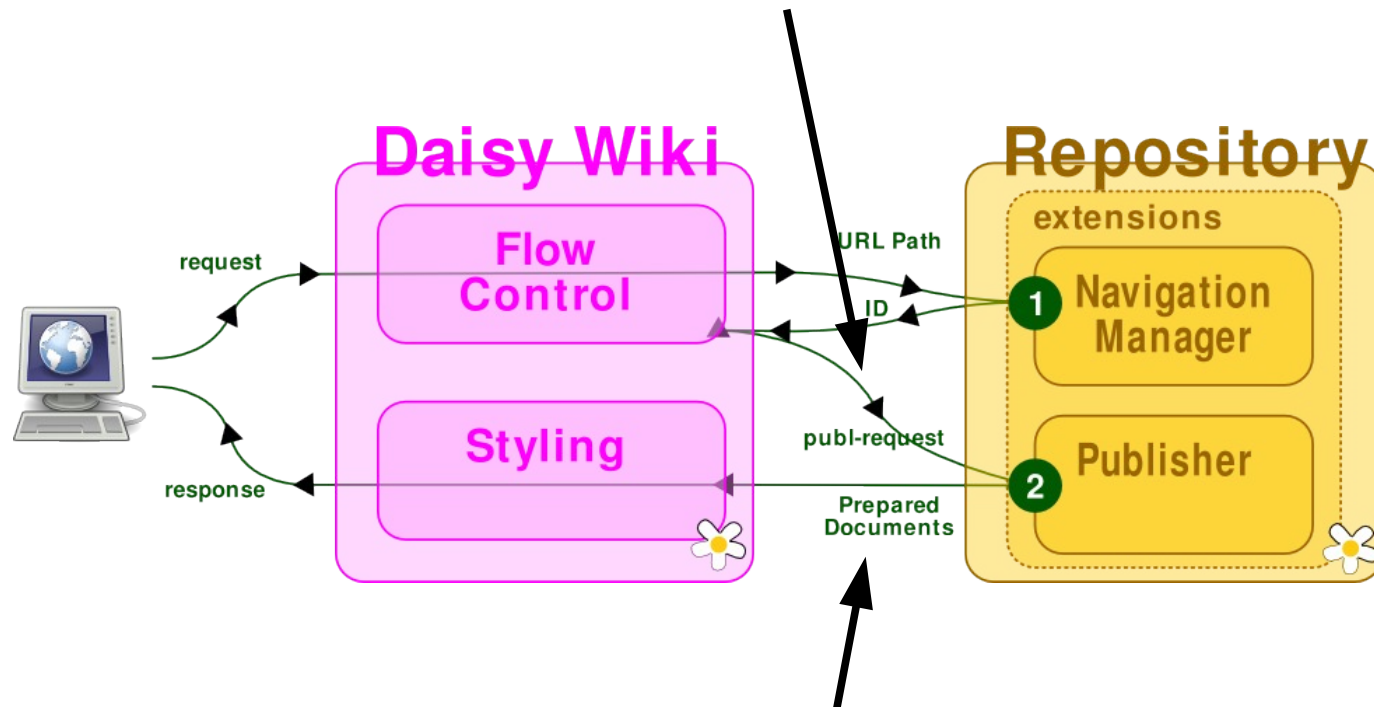 Daisy Wiki
Repository
extensions
Flow
Control
request
URL Path
ID
1
Navigation
Manager
Styling
publ-request
Publisher
2
response
Prepared
Documents